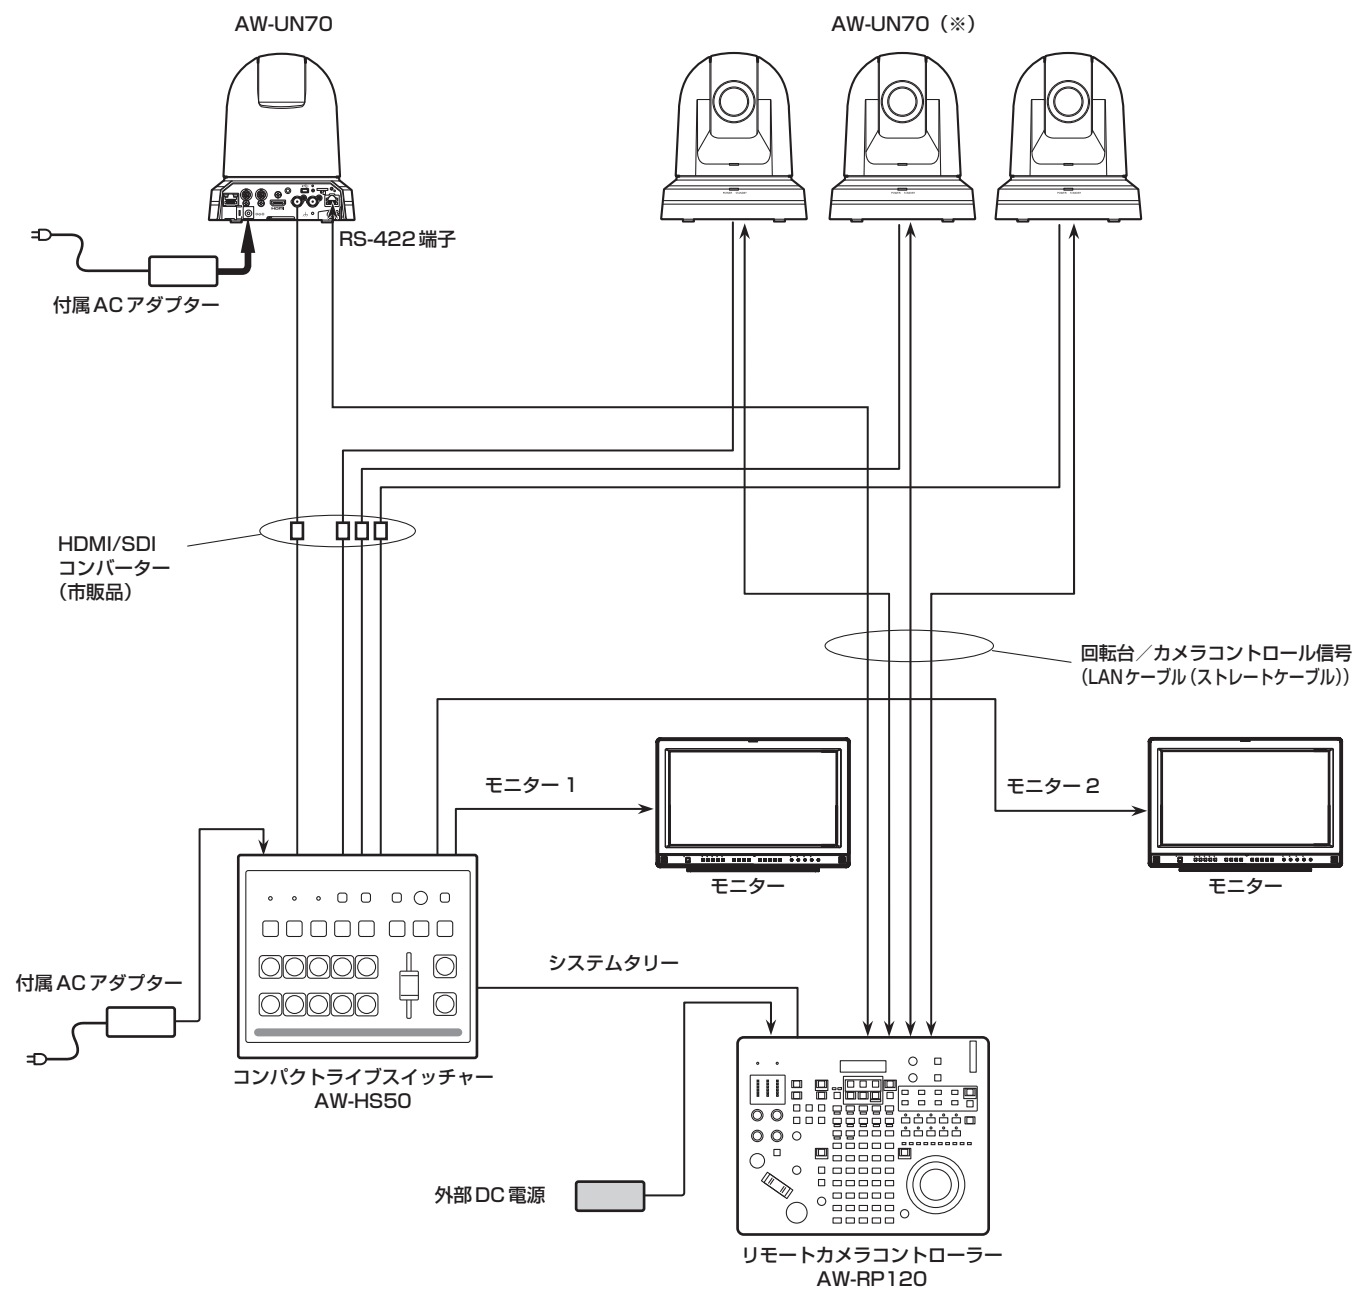 AW-UN70
AW-UN70（※）
HDMI
RS-422端子
付属ACアダプター
HDMI/SDI
コンバーター
（市販品）
回転台／カメラコントロール信号
（LANケーブル（ストレートケーブル））
モニター1
モニター2
モニター
モニター
システムタリー
付属ACアダプター
コンパクトライブスイッチャー
AW-HS50
外部DC電源
リモートカメラコントローラー
AW-RP120